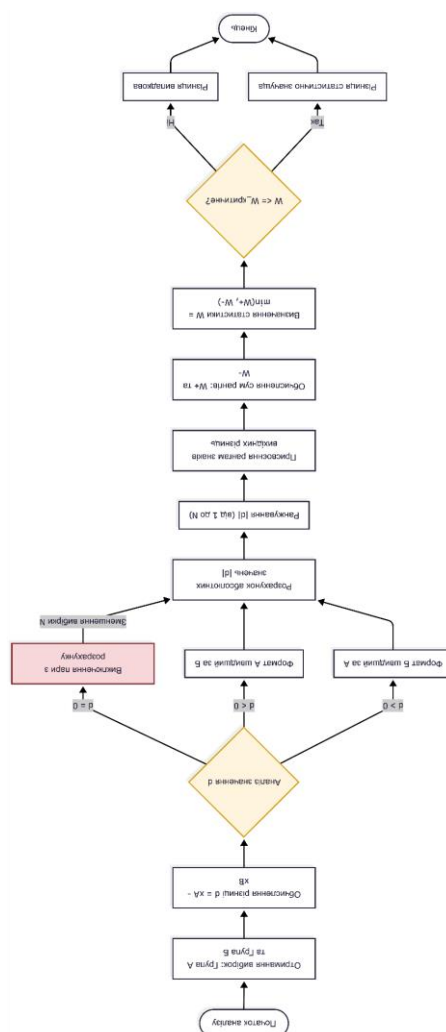 Початок аналізу
Отримання вибірок: Група А
та Група Б
Обчислення різниці d = xA -
xB
Аналіз значення d
d > 0
d < 0
d = 0
Формат Б швидший за А
Формат А швидший за Б
Виключення пари з
розрахунку
Зменшення вибірки N
Розрахунок абсолютних
значень |d|
Ранжування |d| (від 1 до N)
Присвоєння рангам знаків
вихідних різниць
Обчислення сум рангів: W+ та
W-
Визначення статистики W =
min(W+, W-)
W <= W_критичне?
Так
Ні
Різниця статистично значуща
Різниця випадкова
Кінець